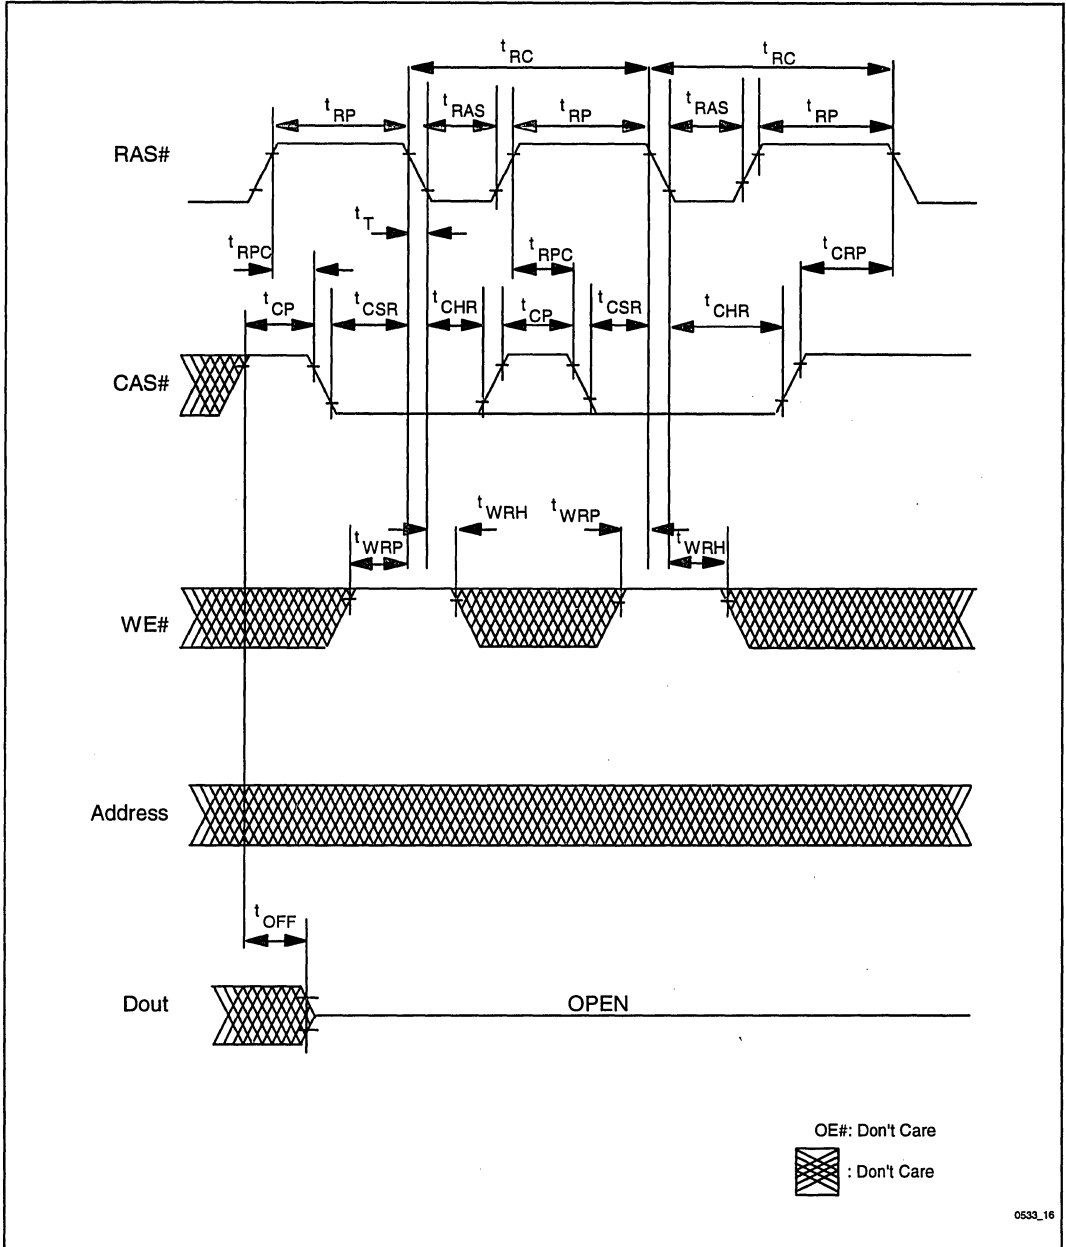 tRC tRC
tRP tRAS tRP tRAS tRP
RAS#
tT
tRPC tRPC tCRP
tCP tCSR tCHR tCP tCSR tCHR
CAS#
tWRH tWRP
tWRP tWRH
WE#
Address
tOFF
Dout
OPEN
OE#: Don't Care
: Don't Care
0533_16